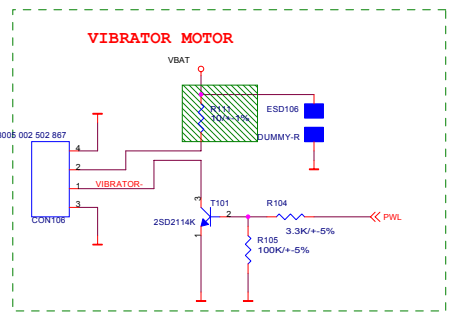 VIBRATOR MOTOR
VBAT
R111
10/+-1%
ESD106
DUMMY-R
002 502 867
4
2
1
3
VIBRATOR-
CON106
3
T101
2
1
2SD2114K
R104
3.3K/+-5%
PWL
R105
100K/+-5%